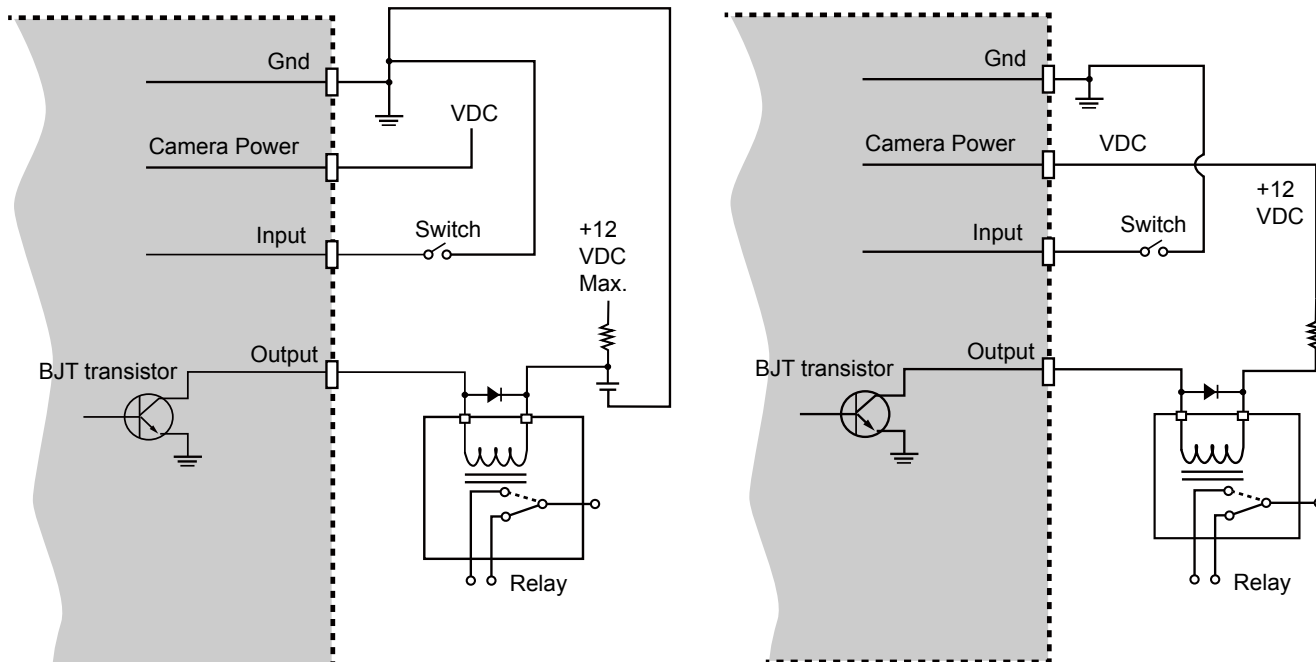 Gnd
VDC
Camera Power
Input
Switch
+12
VDC
Max.
Output
BJT transistor
Relay
Gnd
Camera Power
VDC
+12
VDC
Input
Switch
Output
BJT transistor
Relay